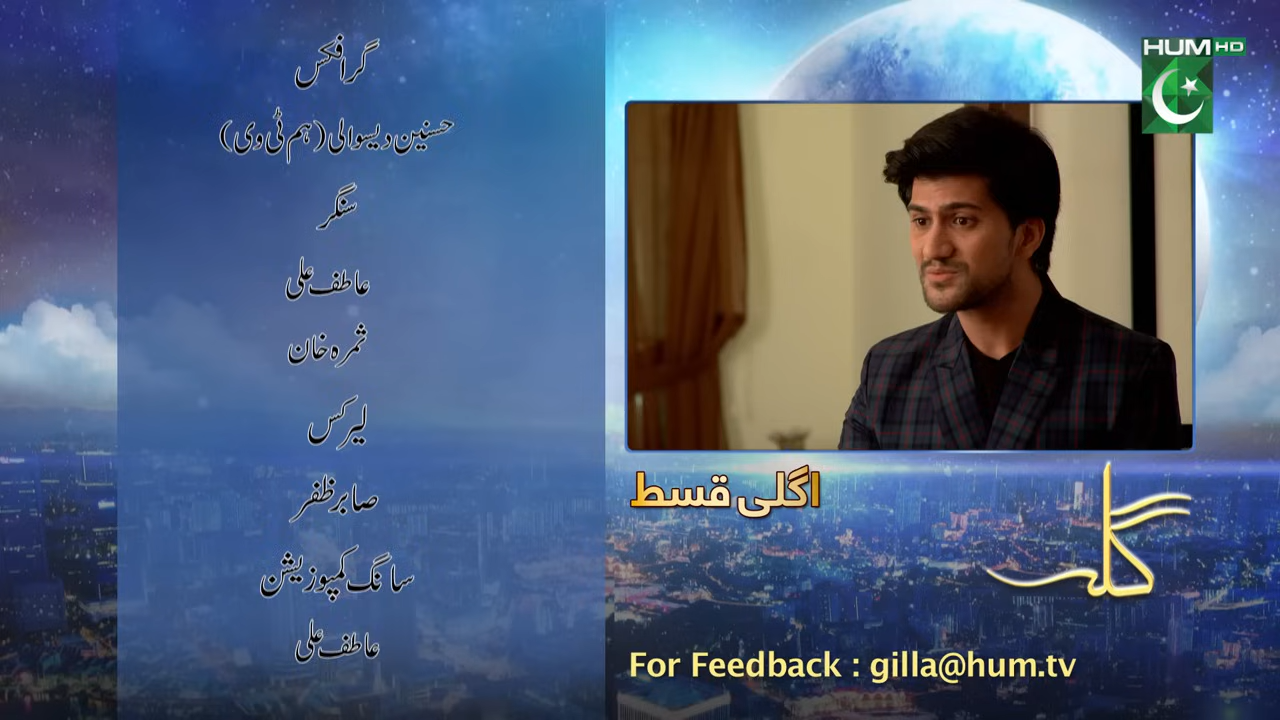 گرافکس
حسنین دیسوالی (ہم ٹی وی)
سنگر
عاطف علی
ثمرہ خان
لیرکس
صابر ظفر
سانگ کمپوزیشن
عاطف علی
HUM HD
اگلی قسط
گلہ
For Feedback : gilla@hum.tv